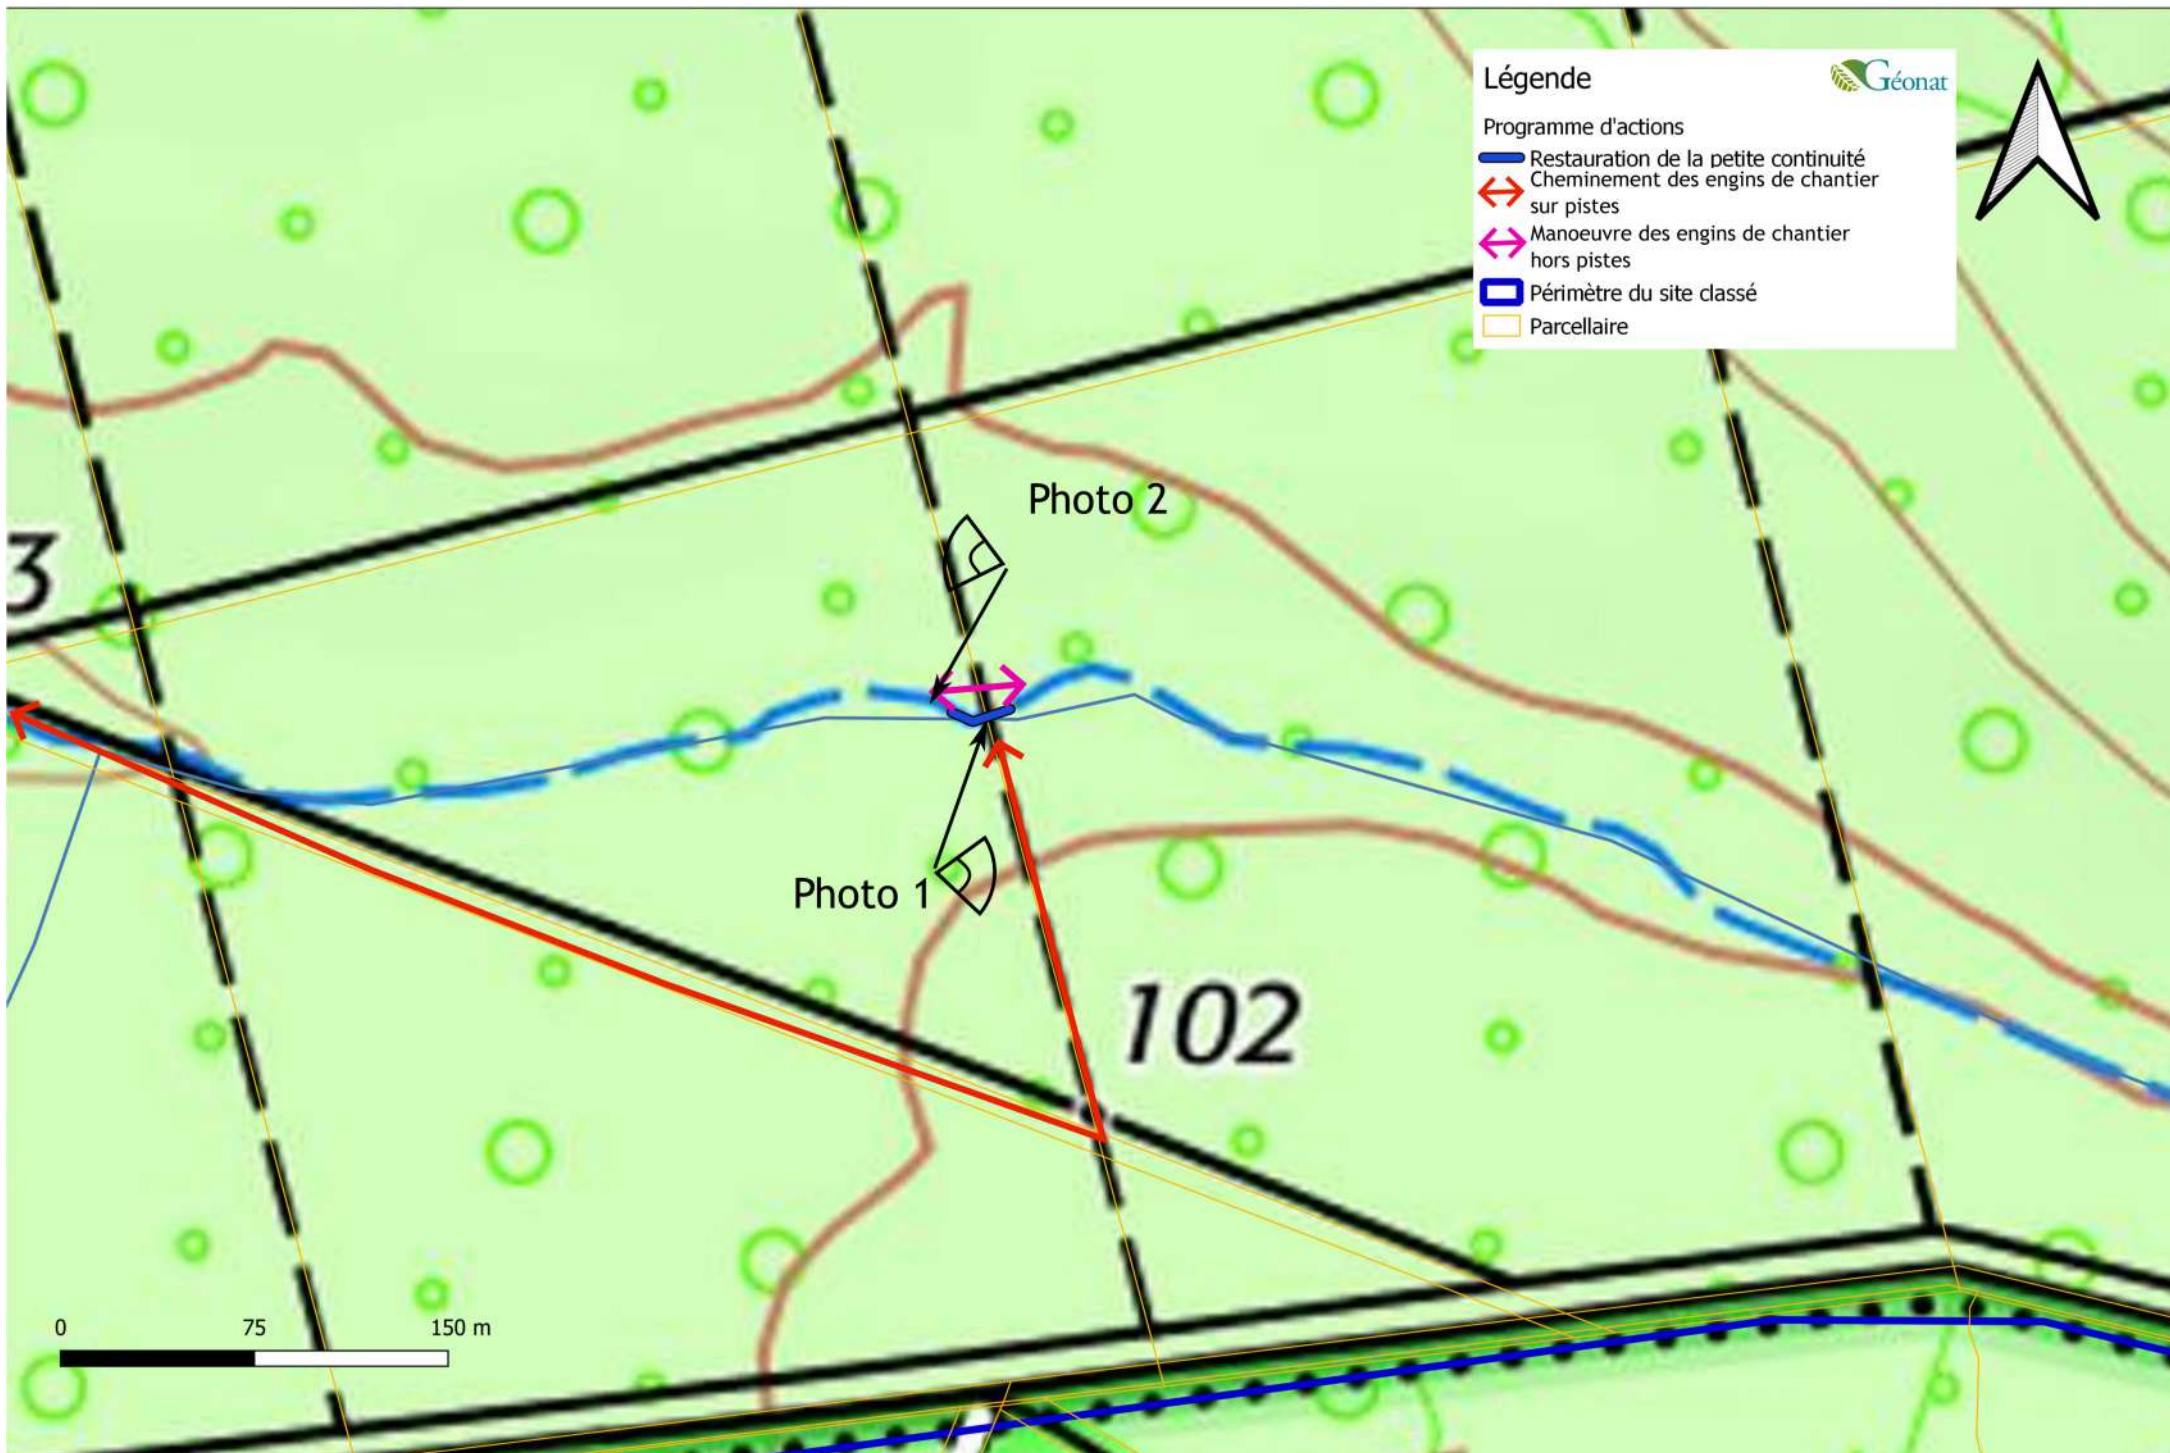 Légende
Géonat
Programme d'actions
Restauration de la petite continuité
Cheminement des engins de chantier
sur pistes
Manoeuvre des engins de chantier
hors pistes
Périmètre du site classé
Parcellaire
Photo 2
3
Photo 1
102
0 75 150 m